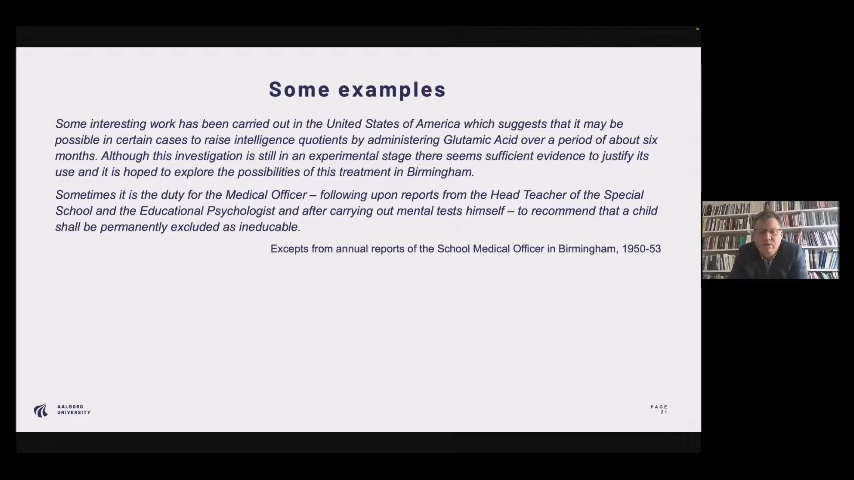 Some examples
Some interesting work has been carried out in the United States of America which suggests that it may be
possible in certain cases to raise intelligence quotients by administering Glutamic Acid over a period of about six
months. Although this investigation is still in an experimental stage there seems sufficient evidence to justify its
use and it is hoped to explore the possibilities of this treatment in Birmingham.
Sometimes it is the duty for the Medical Officer – following upon reports from the Head Teacher of the Special
School and the Educational Psychologist and after carrying out mental tests himself – to recommend that a child
shall be permanently excluded as ineducable.
Excepts from annual reports of the School Medical Officer in Birmingham, 1950-53
AALBORG
UNIVERSITY
PAGE
21